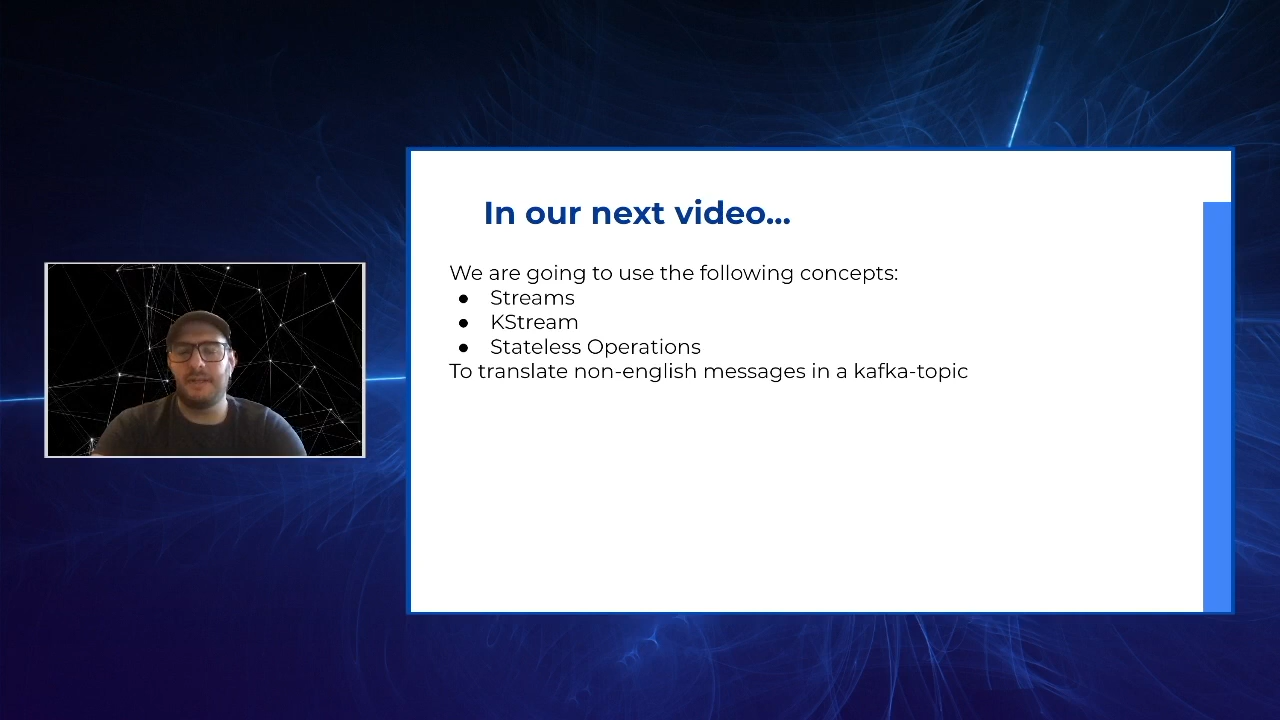 In our next video...
We are going to use the following concepts:
● Streams
● KStream
● Stateless Operations
To translate non-english messages in a kafka-topic